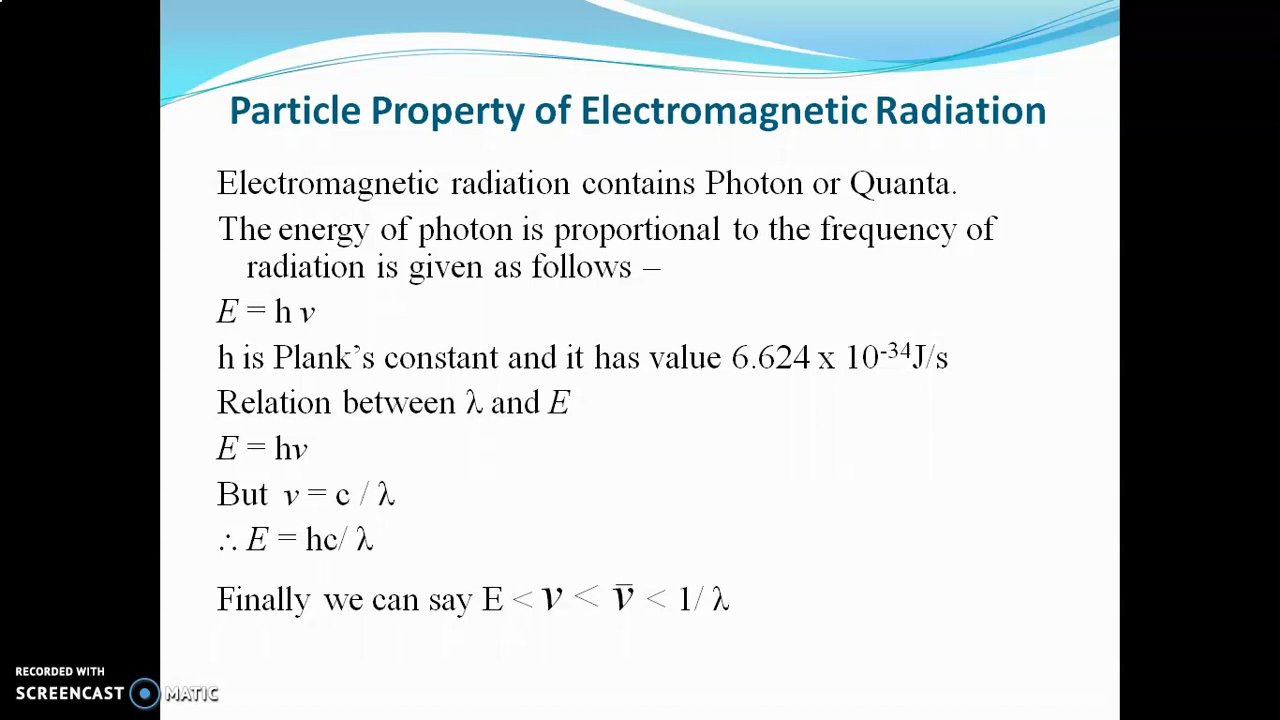 Particle Property of Electromagnetic Radiation
Electromagnetic radiation contains Photon or Quanta.
The energy of photon is proportional to the frequency of
radiation is given as follows –
E = h ν
h is Plank’s constant and it has value 6.624 x 10⁻³⁴J/s
Relation between λ and E
E = hν
But ν = c / λ
∴ E = hc/ λ
Finally we can say E < ν < ν̅ < 1/ λ
RECORDED WITH
SCREENCAST MATIC